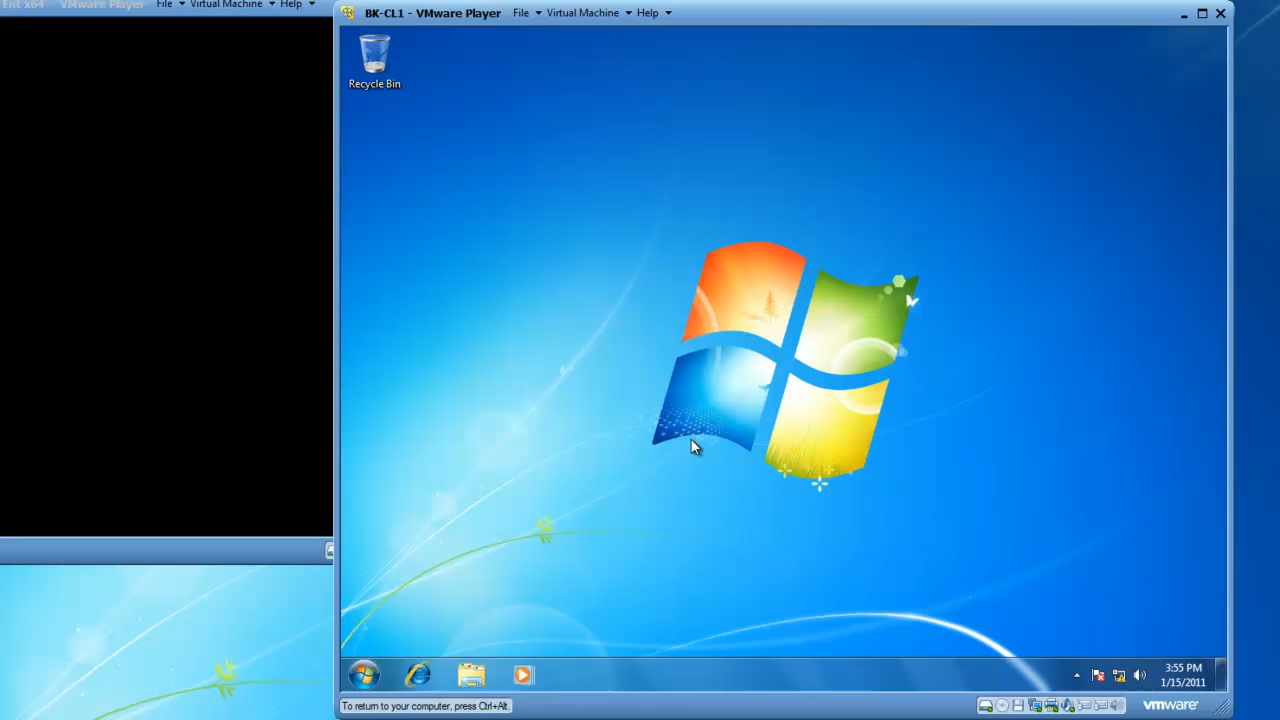 Ent x64 - VMware Player File Virtual Machine Help
BK-CL1 - VMware Player File Virtual Machine Help
Recycle Bin
3:55 PM
1/15/2011
To return to your computer, press Ctrl+Alt.
vmware